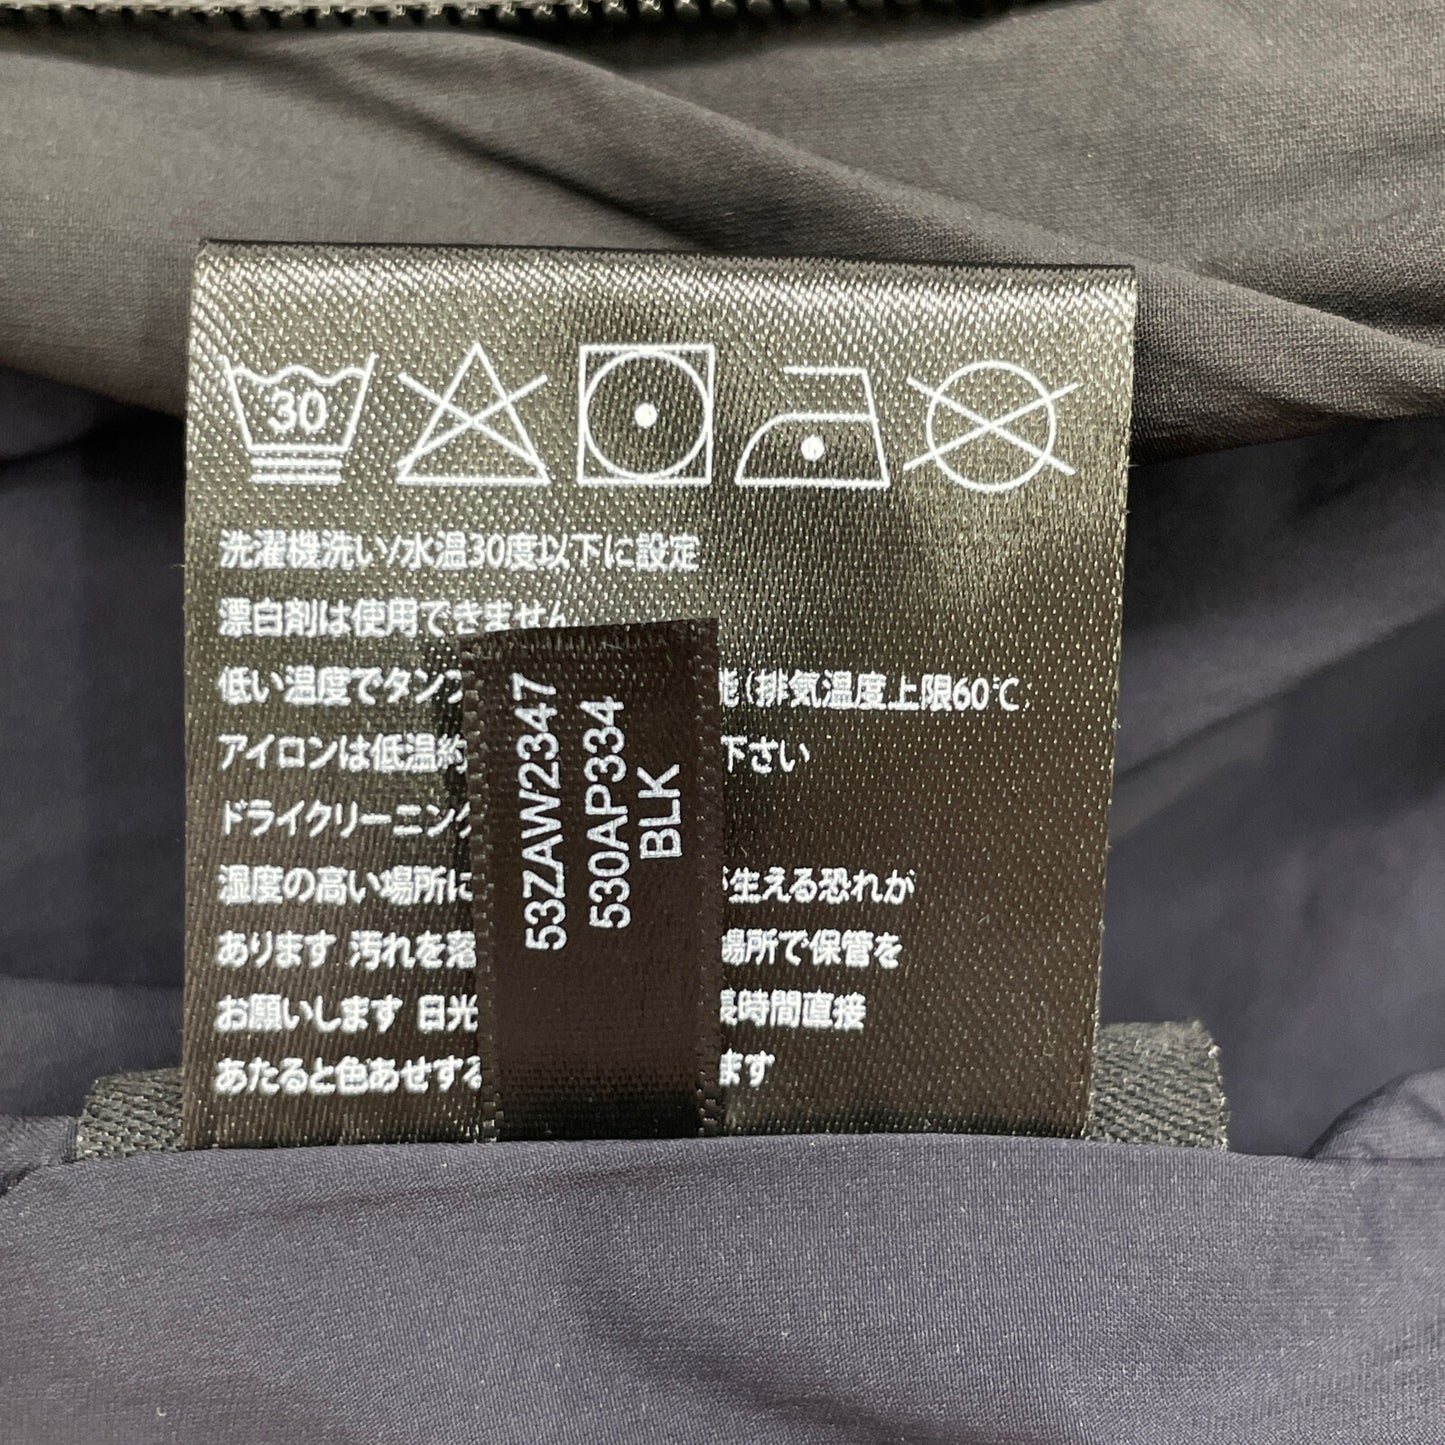 30
洗濯機洗い/水温30度以下に設定
漂白剤は使用できません
低い温度でタンブ 能(排気温度上限60℃
アイロンは低温約 下さい
ドライクリーニング
湿度の高い場所に が生える恐れが
あります 汚れを落 場所で保管を
お願いします 日光 長時間直接
あたると色あせする ます
53ZAW2347
530AP334
BLK